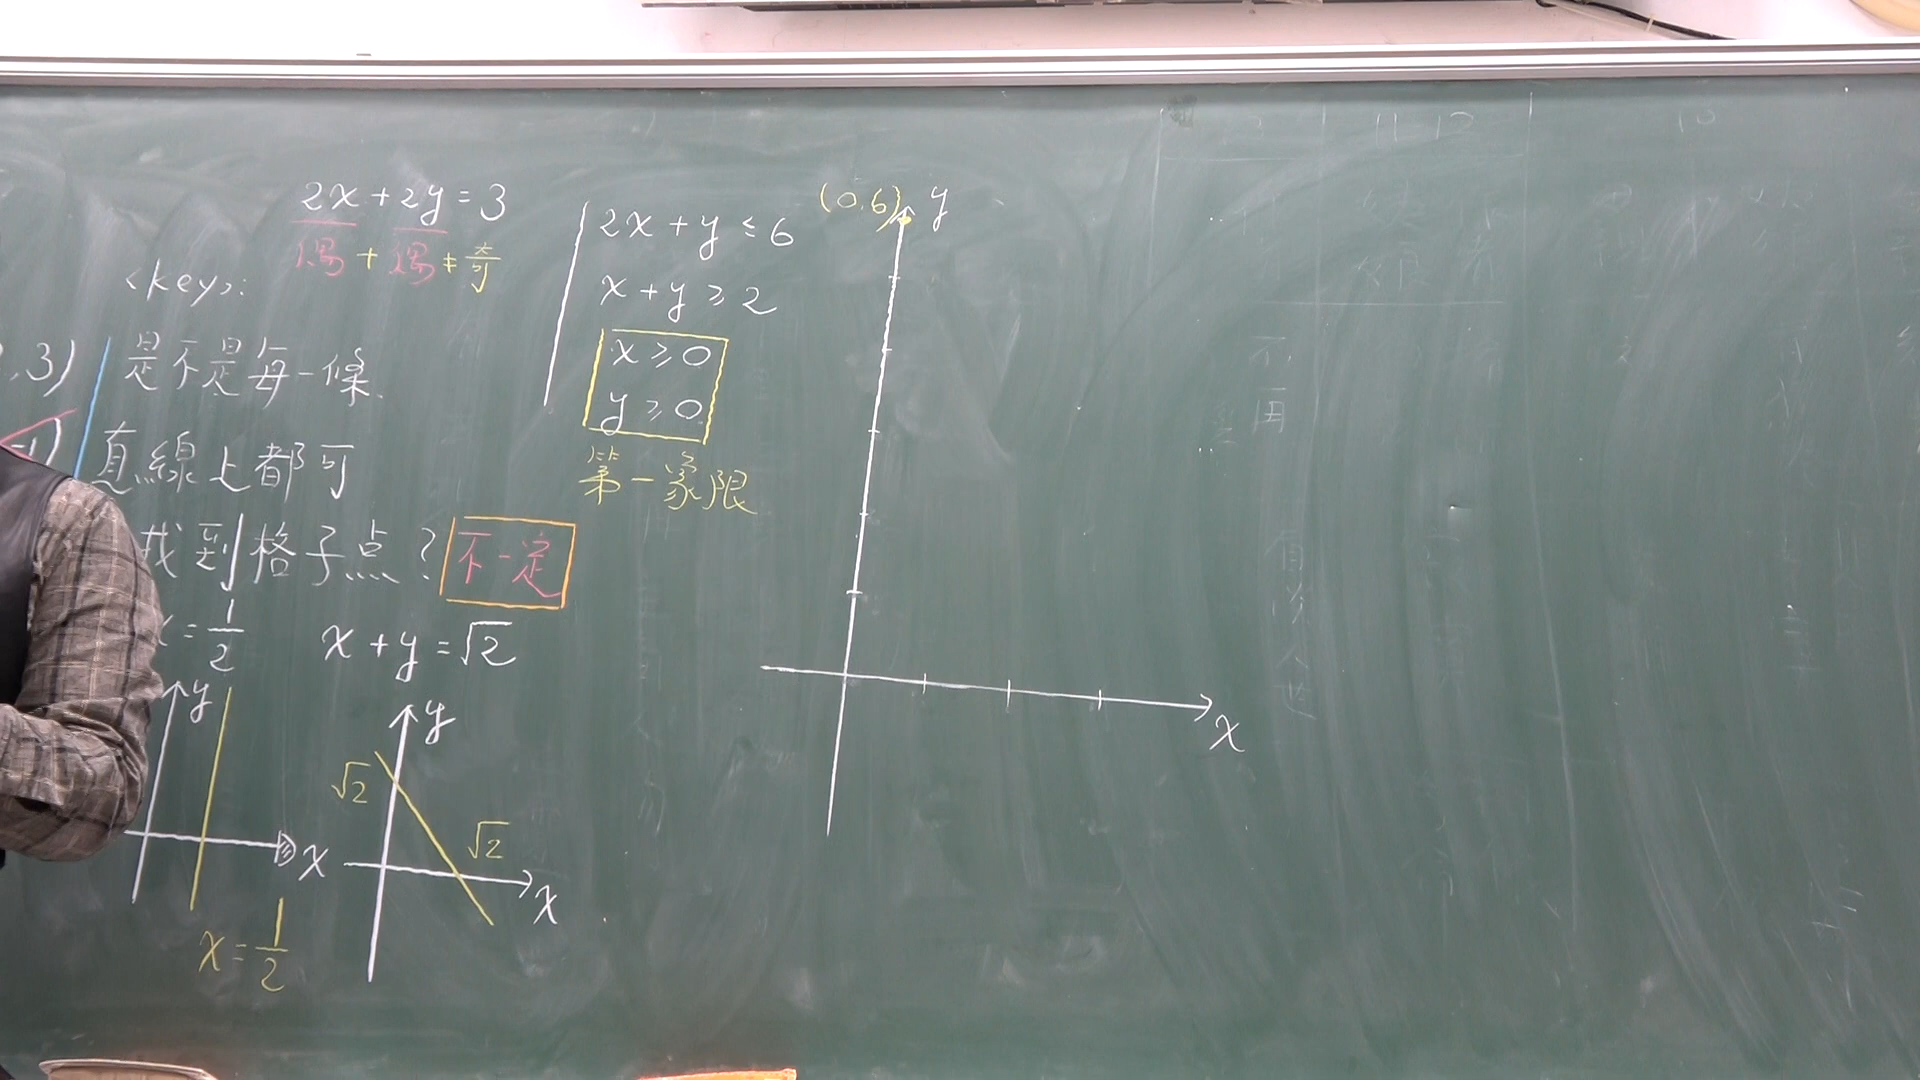 2x+2y=3
偶+偶≠奇
<key>:
,3)
是不是每一條
直線上都可
找到格子点?不一定
=1/2
x+y=√2
y
x
x=1/2
y
√2
√2
x
2x+y≤6
x+y≥2
x≥0
y≥0
第一象限
(0,6)
y
x